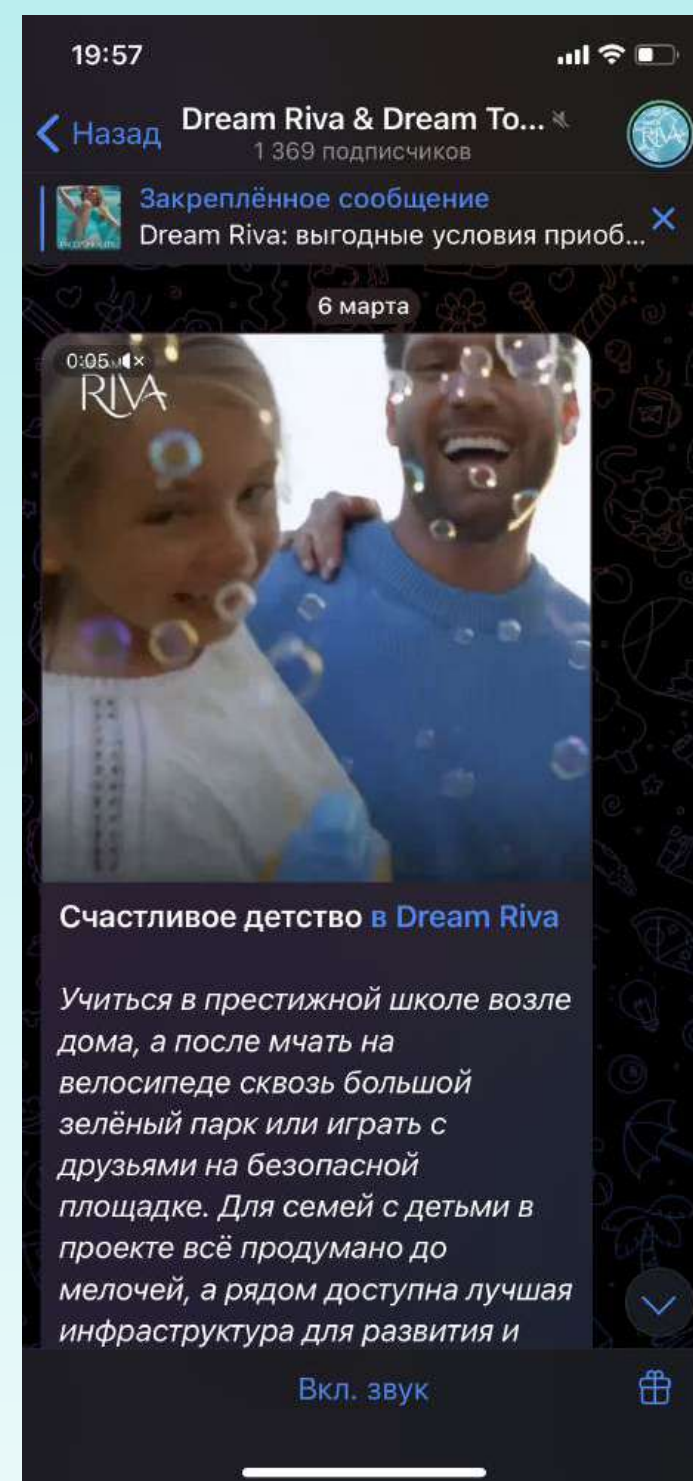 19:57
Назад
Dream Riva & Dream To...
1 369 подписчиков
RIVA
Закреплённое сообщение
Dream Riva: выгодные условия приоб...
6 марта
0:05
RIVA
Счастливое детство в Dream Riva
Учиться в престижной школе возле
дома, а после мчать на
велосипеде сквозь большой
зелёный парк или играть с
друзьями на безопасной
площадке. Для семей с детьми в
проекте всё продумано до
мелочей, а рядом доступна лучшая
инфраструктура для развития и
Вкл. звук